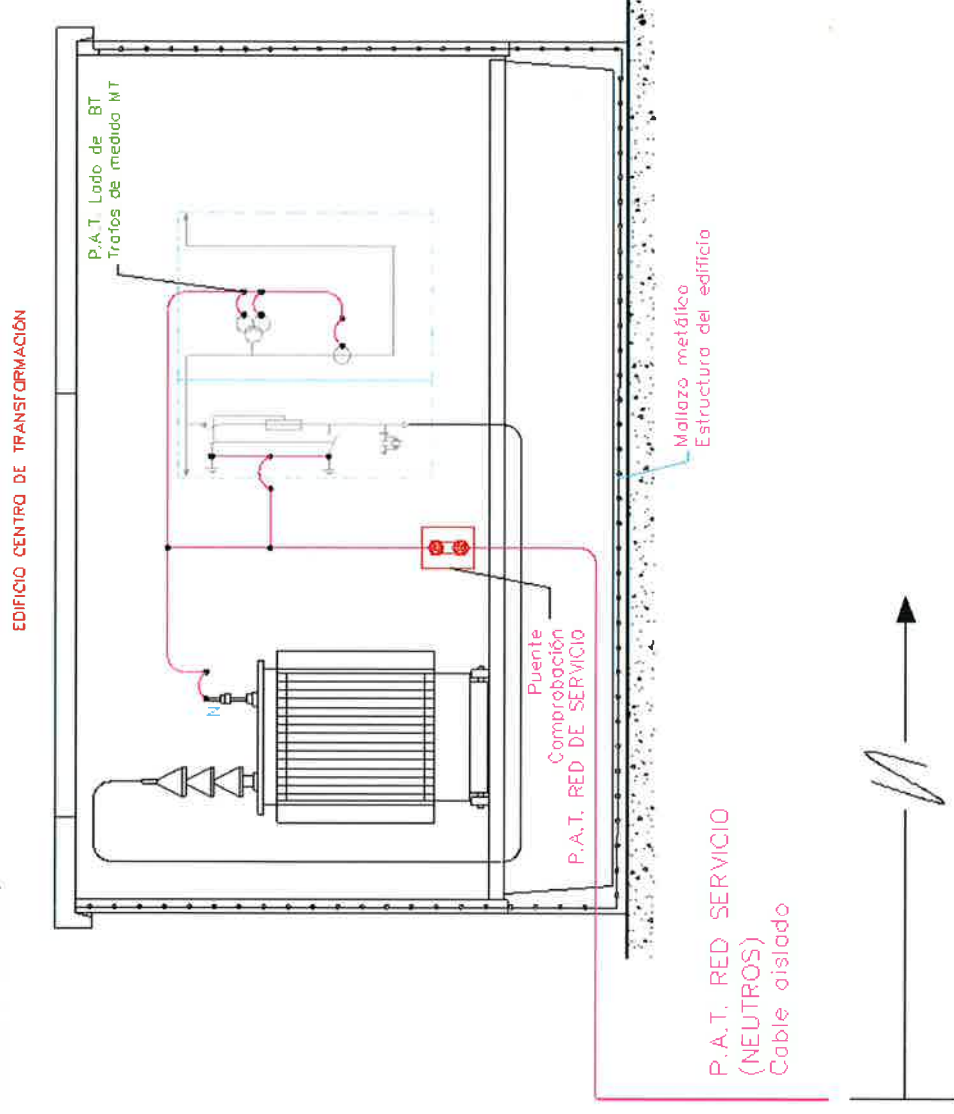 EDIFICIO CENTRO DE TRANSFORMACIÓN
P.A.T. Lado de BT
Trafos de medida MT
N
Puente
Comprobación
P.A.T. RED DE SERVICIO
Mallazo metálico
Estructura del edificio
P.A.T. RED SERVICIO
(NEUTROS)
Cable aislado